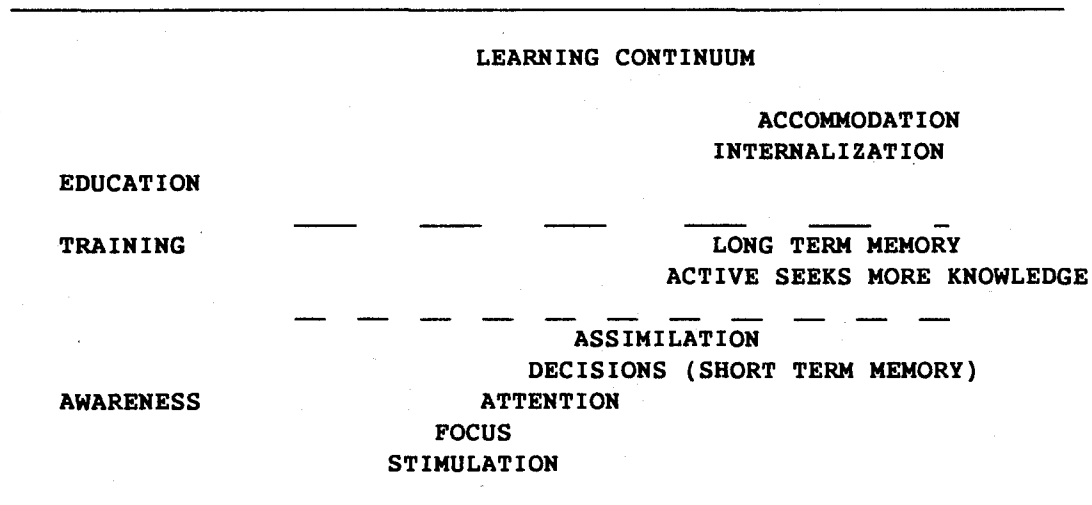 LEARNING CONTINUUM
ACCOMMODATION
INTERNALIZATION
EDUCATION
TRAINING LONG TERM MEMORY
ACTIVE SEEKS MORE KNOWLEDGE
ASSIMILATION
DECISIONS (SHORT TERM MEMORY)
AWARENESS ATTENTION
FOCUS
STIMULATION